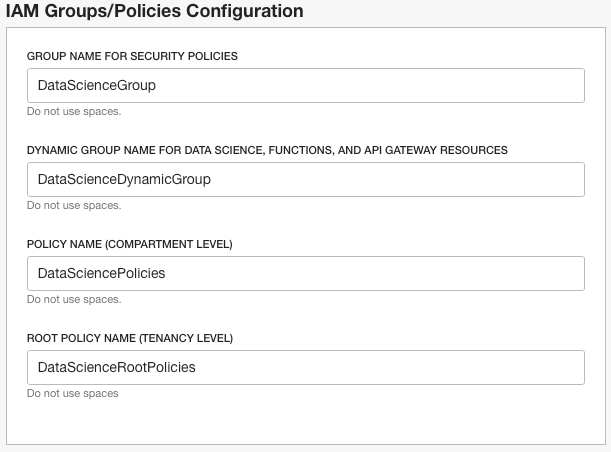 IAM Groups/Policies Configuration
GROUP NAME FOR SECURITY POLICIES
DataScienceGroup
Do not use spaces.
DYNAMIC GROUP NAME FOR DATA SCIENCE, FUNCTIONS, AND API GATEWAY RESOURCES
DataScienceDynamicGroup
Do not use spaces.
POLICY NAME (COMPARTMENT LEVEL)
DataSciencePolicies
Do not use spaces.
ROOT POLICY NAME (TENANCY LEVEL)
DataScienceRootPolicies
Do not use spaces